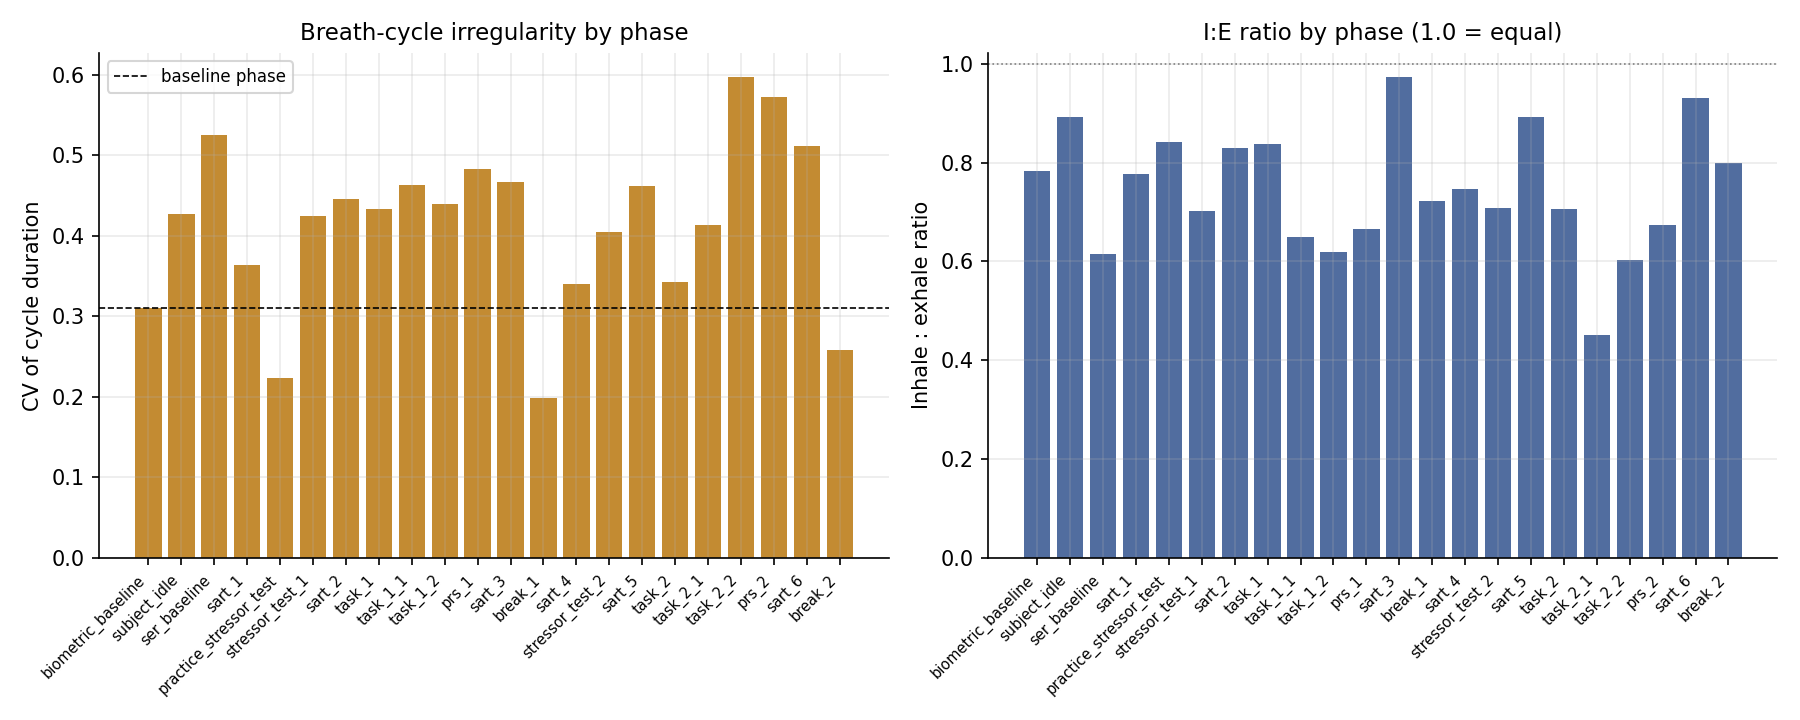 Breath-cycle irregularity by phase
baseline phase
CV of cycle duration
0.6
0.5
0.4
0.3
0.2
0.1
0.0
biometric_baseline
subject_idle
ser_baseline
sart_1
practice_stressor_test
stressor_test_1
sart_2
task_1
task_1_1
task_1_2
prs_1
sart_3
break_1
sart_4
stressor_test_2
sart_5
task_2
task_2_1
task_2_2
prs_2
sart_6
break_2
I:E ratio by phase (1.0 = equal)
Inhale : exhale ratio
1.0
0.8
0.6
0.4
0.2
0.0
biometric_baseline
subject_idle
ser_baseline
sart_1
practice_stressor_test
stressor_test_1
sart_2
task_1
task_1_1
task_1_2
prs_1
sart_3
break_1
sart_4
stressor_test_2
sart_5
task_2
task_2_1
task_2_2
prs_2
sart_6
break_2